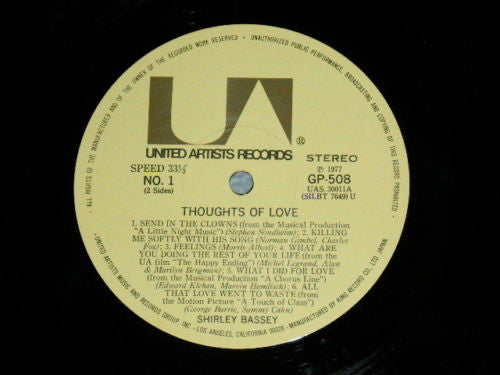 ALL RIGHTS OF THE MANUFACTURER AND OF THE OWNER OF THE RECORDED WORK RESERVED • UNAUTHORIZED PUBLIC PERFORMANCE, BROADCASTING AND COPYING OF THIS RECORD PROHIBITED •
UA
®
UNITED ARTISTS RECORDS
SPEED 33⅓
NO. 1
(2 Sides)
STEREO
Ⓟ 1977
GP-508
UAS. 30011A
(SILBT 7649) U
THOUGHTS OF LOVE
1. SEND IN THE CLOWNS (from the Musical Production
"A Little Night Music") (Stephen Sondheim) 2. KILLING
ME SOFTLY WITH HIS SONG (Norman Gimbel, Charles
Fox) 3. FEELINGS (Morris Albert) 4. WHAT ARE
YOU DOING THE REST OF YOUR LIFE (from the
UA film "The Happy Ending") (Michel Legrand, Alan
& Marilyn Bergman) 5. WHAT I DID FOR LOVE
(from the Musical Production "A Chorus Line")
(Edward Kleban, Marvin Hamlisch) 6. ALL
THAT LOVE WENT TO WASTE (from the
Motion Picture "A Touch of Class")
(George Barrie, Sammy Cahn)
SHIRLEY BASSEY
• UNITED ARTISTS MUSIC AND RECORDS GROUP, INC. • LOS ANGELES, CALIFORNIA 90028 • MANUFACTURED BY KING RECORD CO. LTD JAPAN.